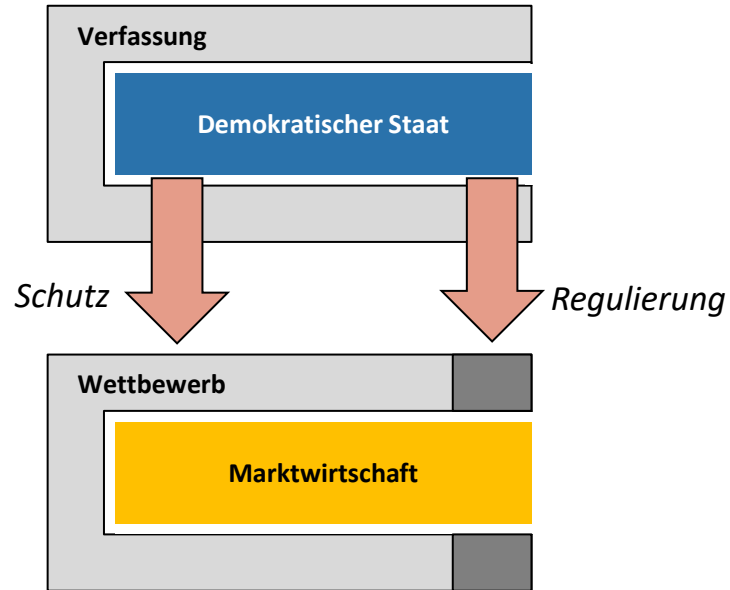 Verfassung
Demokratischer Staat
Schutz
Regulierung
Wettbewerb
Marktwirtschaft